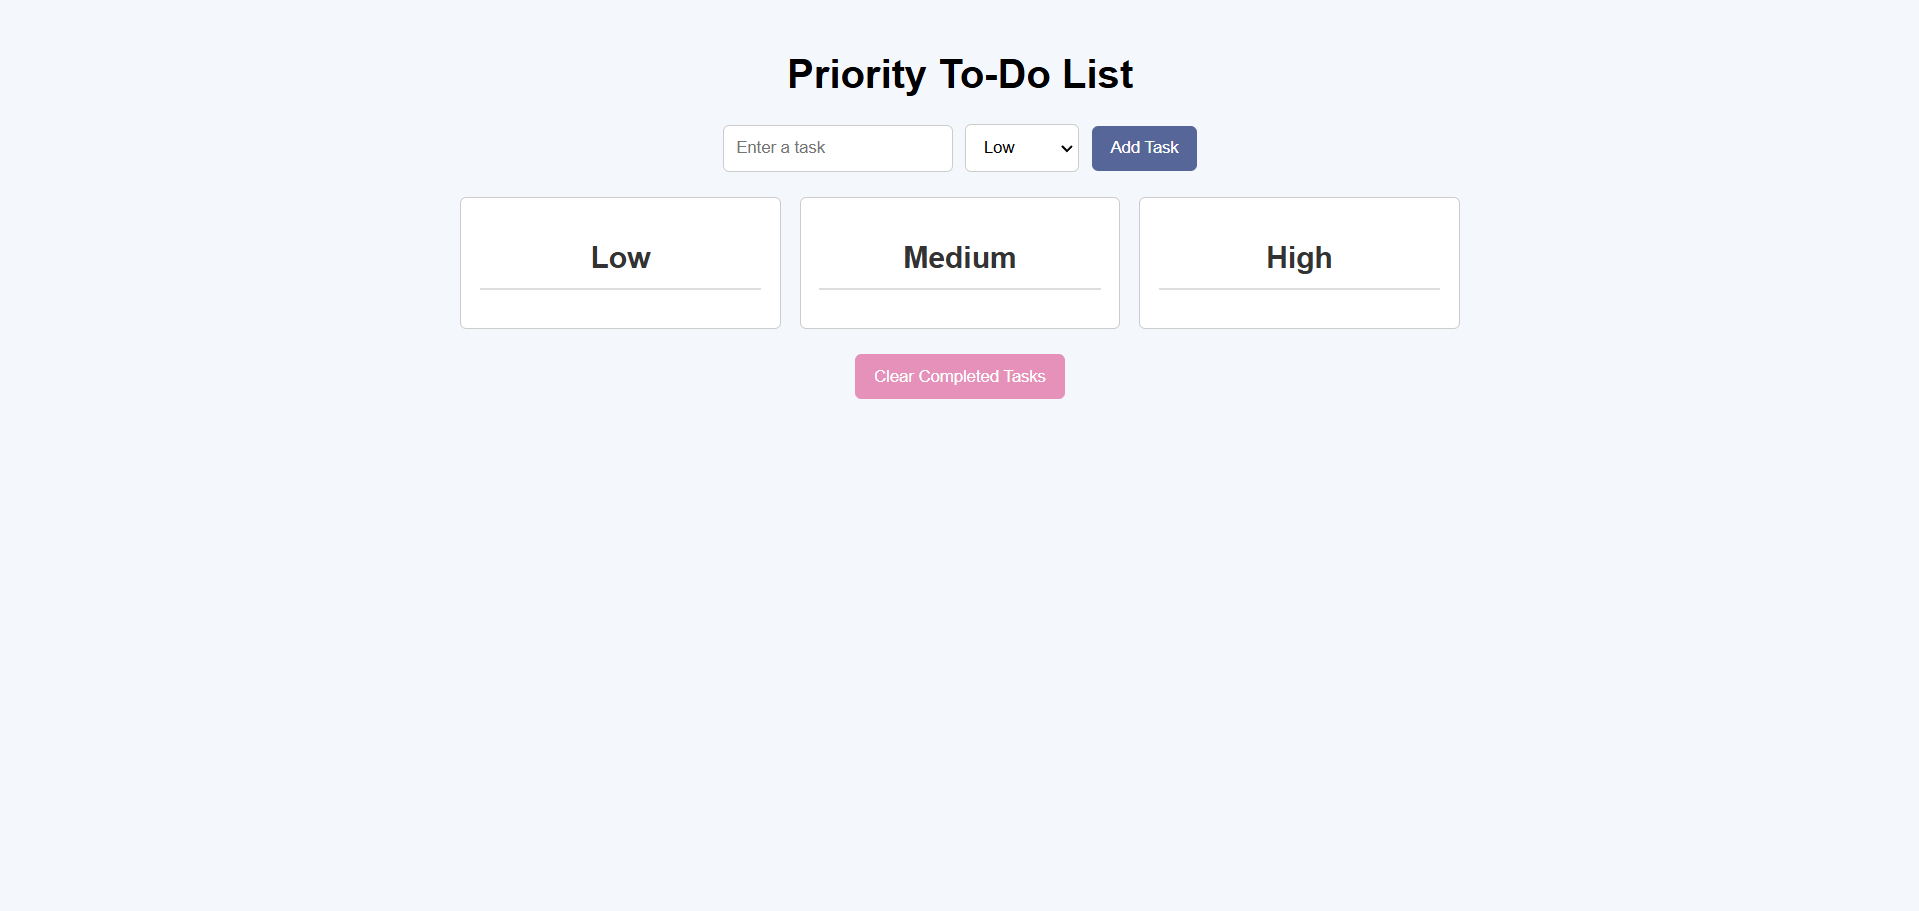 Priority To-Do List
Enter a task Low Add Task
Low Medium High
Clear Completed Tasks